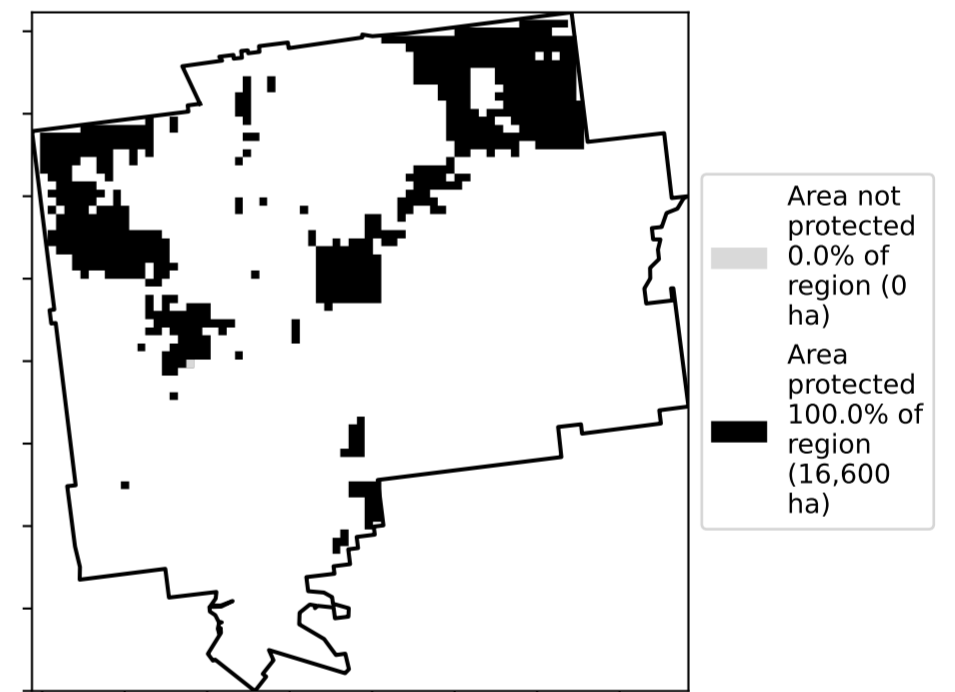 Area not
protected
0.0% of
region (0
ha)
Area
protected
100.0% of
region
(16,600
ha)